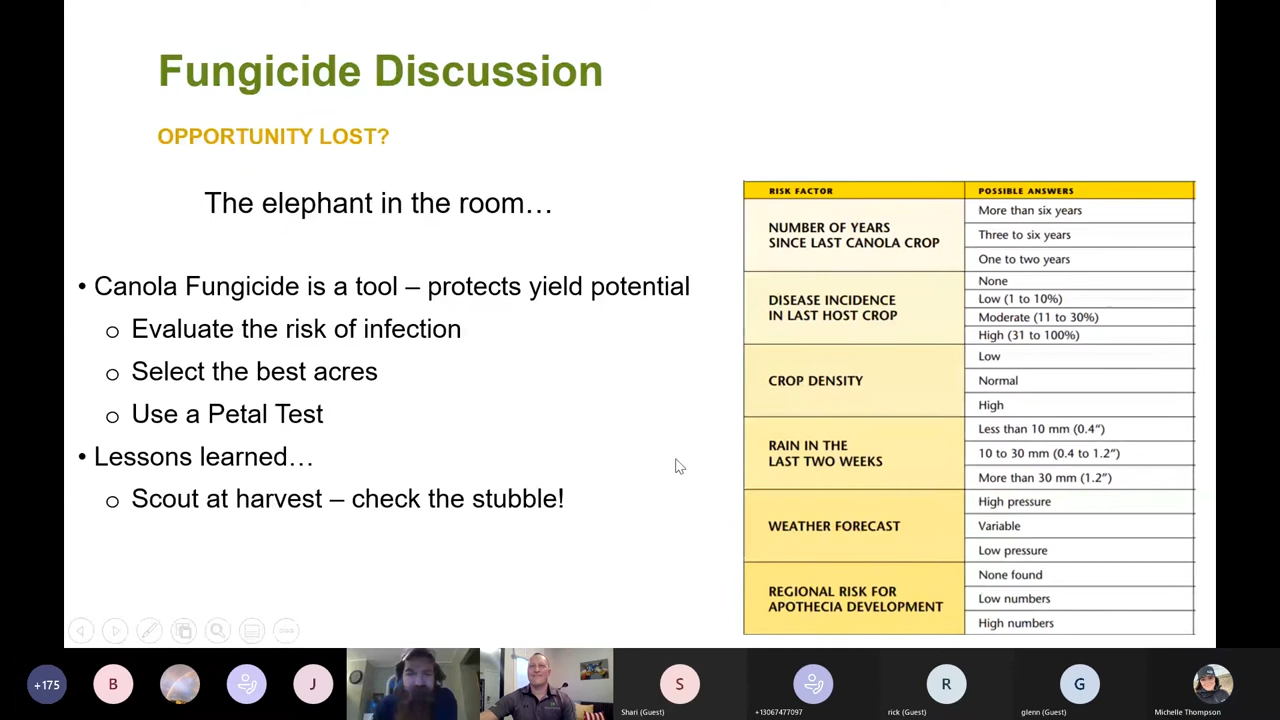 Fungicide Discussion
OPPORTUNITY LOST?
The elephant in the room…
• Canola Fungicide is a tool – protects yield potential
o Evaluate the risk of infection
o Select the best acres
o Use a Petal Test
• Lessons learned…
o Scout at harvest – check the stubble!
RISK FACTOR
POSSIBLE ANSWERS
NUMBER OF YEARS
SINCE LAST CANOLA CROP
More than six years
Three to six years
One to two years
DISEASE INCIDENCE
IN LAST HOST CROP
None
Low (1 to 10%)
Moderate (11 to 30%)
High (31 to 100%)
CROP DENSITY
Low
Normal
High
RAIN IN THE
LAST TWO WEEKS
Less than 10 mm (0.4″)
10 to 30 mm (0.4 to 1.2″)
More than 30 mm (1.2″)
WEATHER FORECAST
High pressure
Variable
Low pressure
REGIONAL RISK FOR
APOTHECIA DEVELOPMENT
None found
Low numbers
High numbers
+175
B
J
S
Shari (Guest)
+13067477097
R
rick (Guest)
G
glenn (Guest)
Michelle Thompson